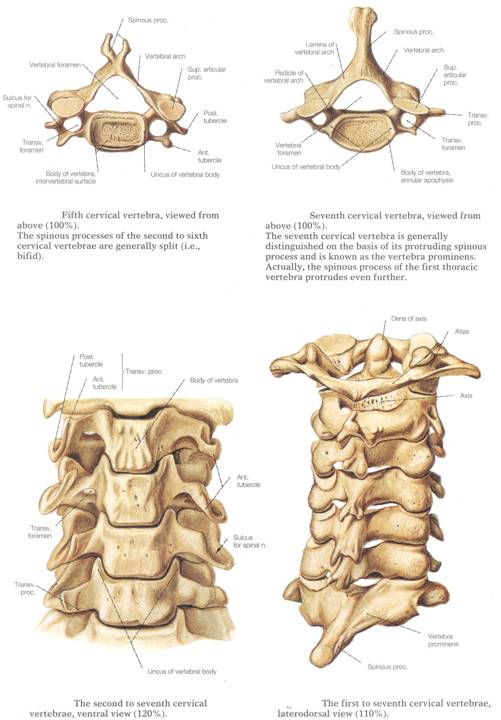 Spinous proc.
Vertebral foramen
Vertebral arch
Sup. articular
proc.
Sulcus for
spinal n.
Post.
tubercle
Transv.
foramen
Ant.
tubercle
Body of vertebra,
intervertebral surface
Uncus of vertebral body
Fifth cervical vertebra, viewed from
above (100%).
The spinous processes of the second to sixth
cervical vertebrae are generally split (i.e.,
bifid).
Spinous proc.
Lamina of
vertebral arch
Vertebral arch
Pedicle of
vertebral arch
Sup.
articular
proc.
Transv.
proc.
Vertebral
foramen
Transv.
foramen
Uncus of vertebral body
Body of vertebra,
annular apophysis
Seventh cervical vertebra, viewed from
above (100%).
The seventh cervical vertebra is generally
distinguished on the basis of its protruding spinous
process and is known as the vertebra prominens.
Actually, the spinous process of the first thoracic
vertebra protrudes even further.
Post.
tubercle
Ant.
tubercle
Transv. proc.
Body of vertebra
Ant.
tubercle
Transv.
foramen
Sulcus
for spinal n.
Transv.
proc.
Uncus of vertebral body
The second to seventh cervical
vertebrae, ventral view (120%).
Dens of axis
Atlas
Axis
Vertebra
prominens
Spinous proc.
The first to seventh cervical vertebrae,
laterodorsal view (110%).